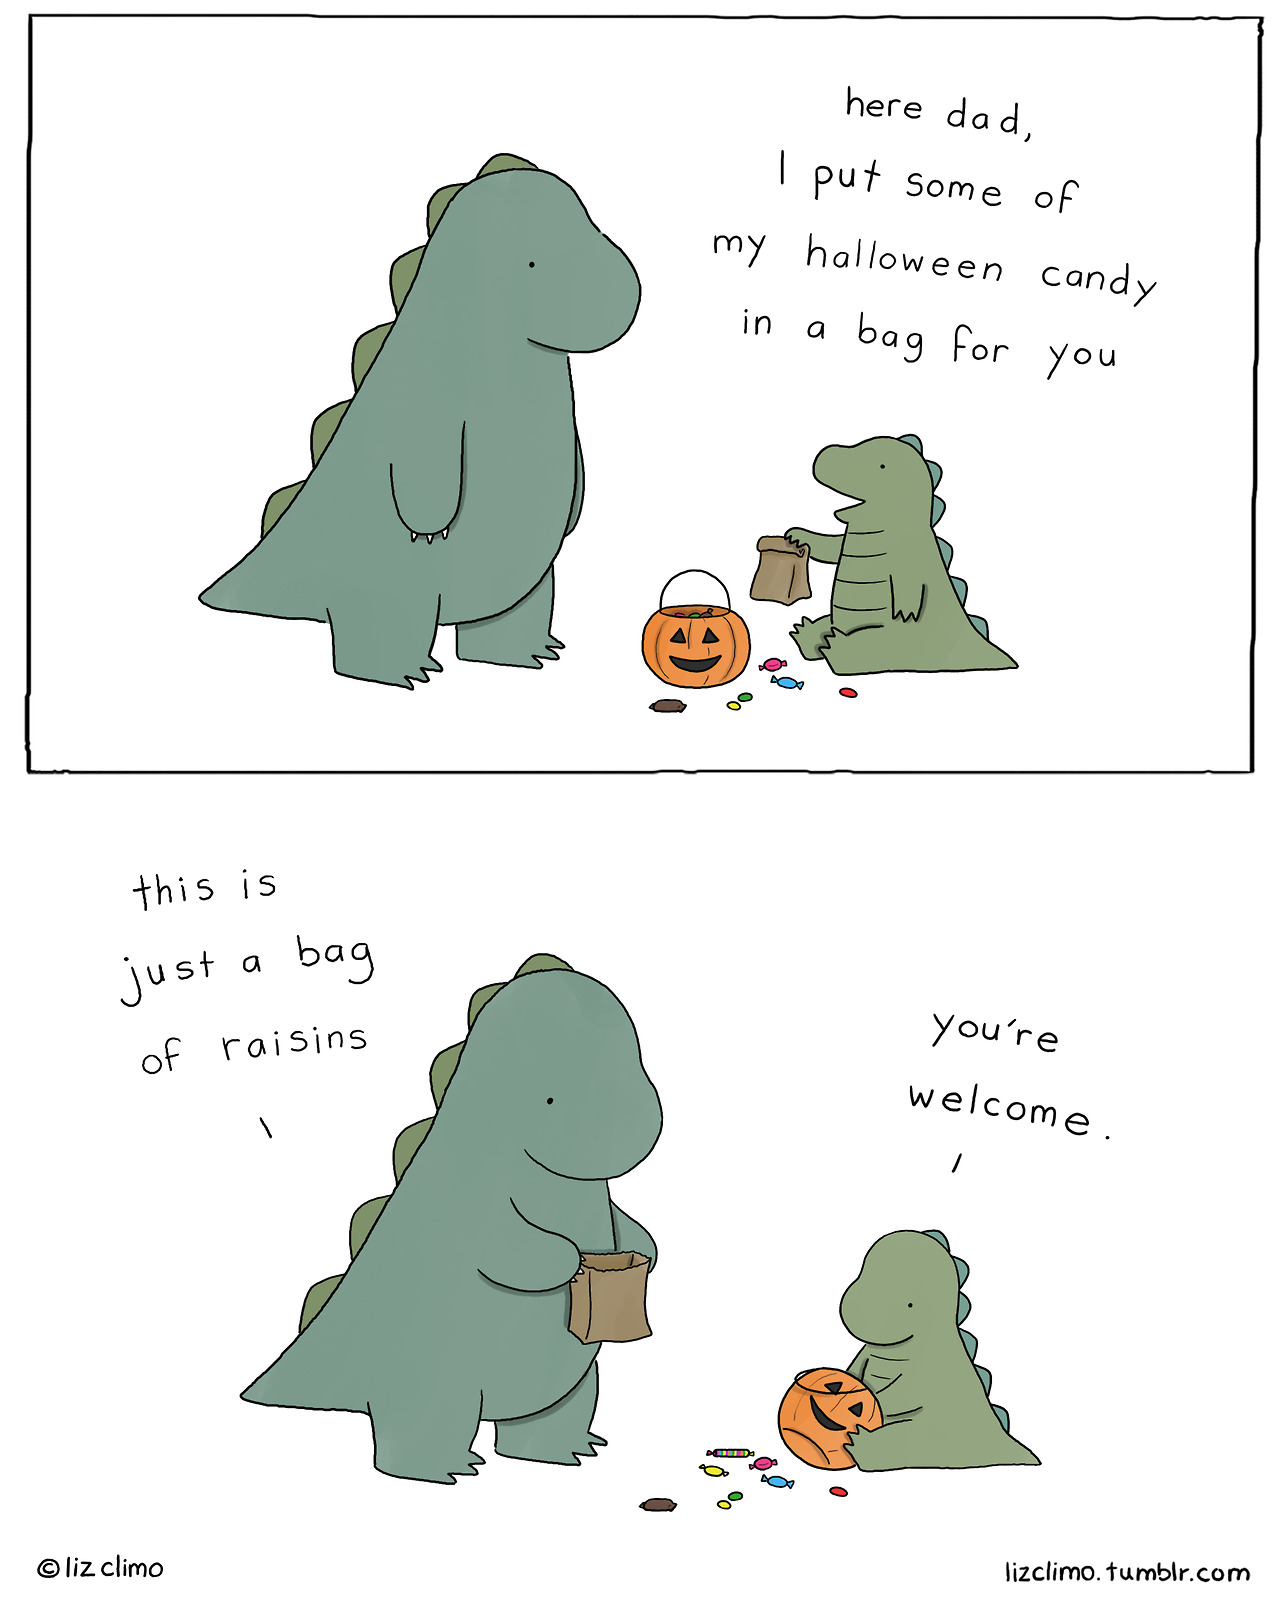 here dad,
I put some of
my halloween candy
in a bag for you
this is
just a bag
of raisins
you're
welcome.
© liz climo
lizclimo.tumblr.com